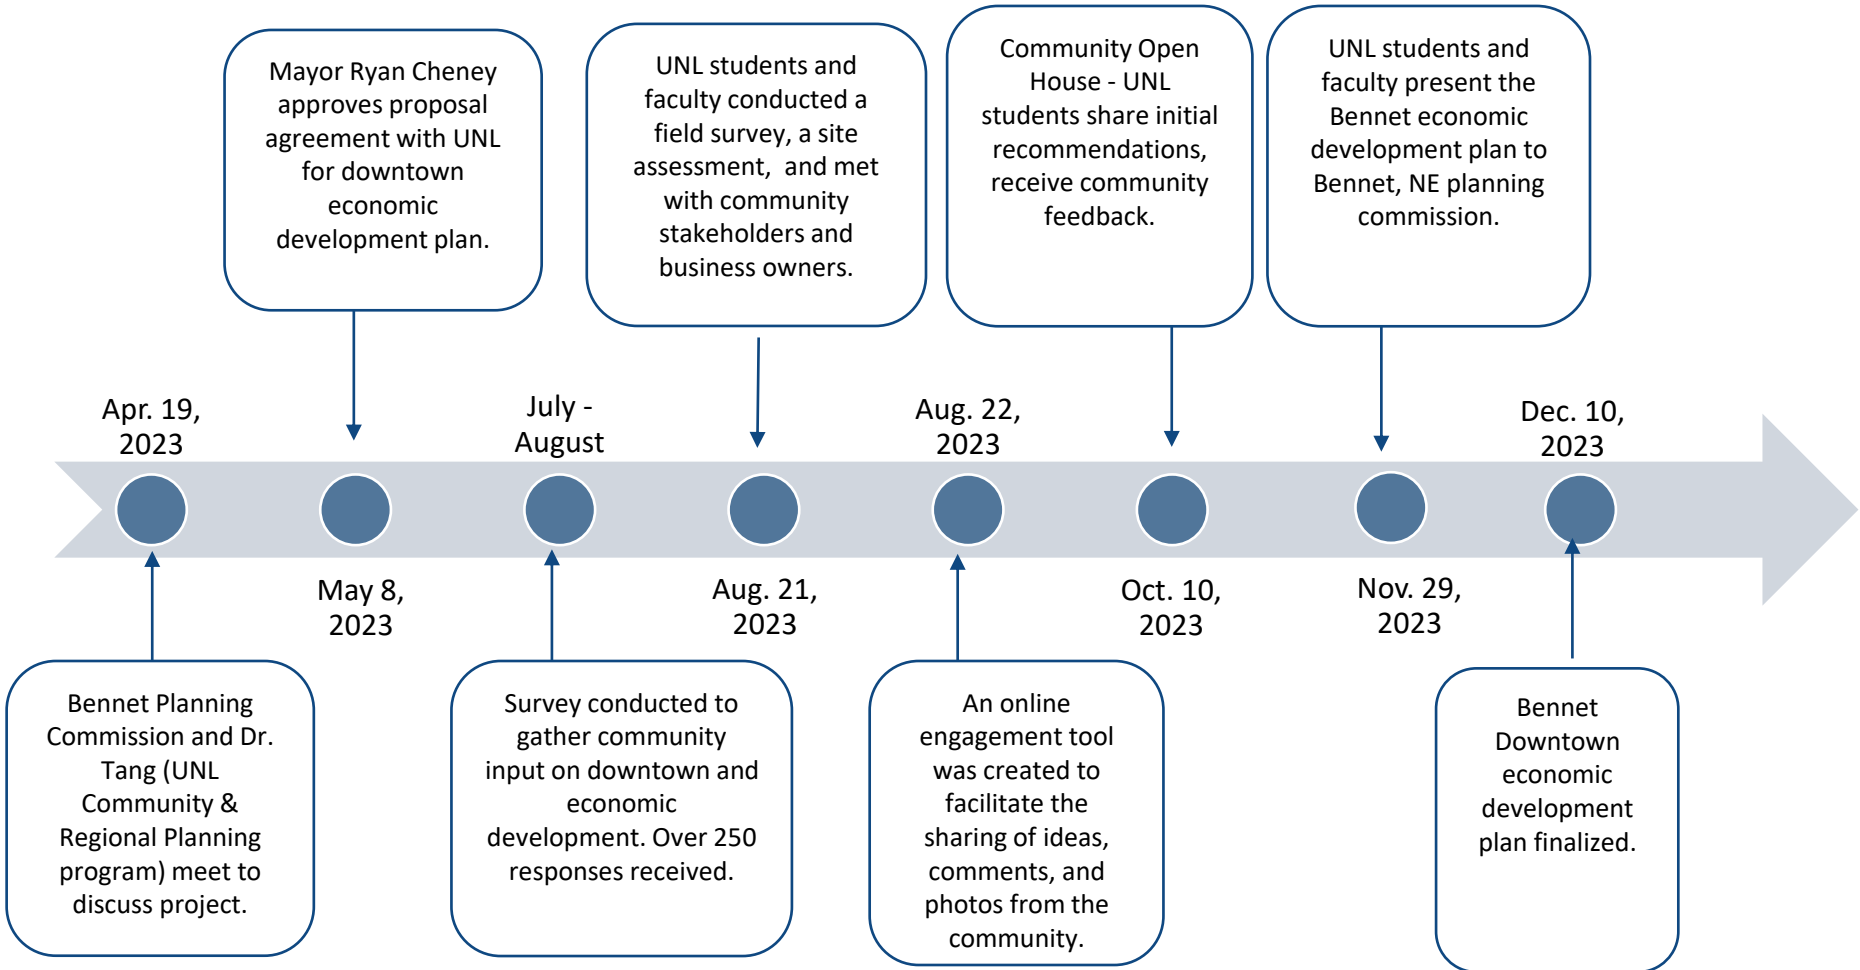 Mayor Ryan Cheney
approves proposal
agreement with UNL
for downtown
economic
development plan.
UNL students and
faculty conducted a
field survey, a site
assessment,  and met
with community
stakeholders and
business owners.
Community Open
House - UNL
students share initial
recommendations,
receive community
feedback.
UNL students and
faculty present the
Bennet economic
development plan to
Bennet, NE planning
commission.
Apr. 19,
2023
July -
August
Aug. 22,
2023
Dec. 10,
2023
May 8,
2023
Aug. 21,
2023
Oct. 10,
2023
Nov. 29,
2023
Bennet Planning
Commission and Dr.
Tang (UNL
Community &
Regional Planning
program) meet to
discuss project.
Survey conducted to
gather community
input on downtown and
economic
development. Over 250
responses received.
An online
engagement tool
was created to
facilitate the
sharing of ideas,
comments, and
photos from the
community.
Bennet
Downtown
economic
development
plan finalized.